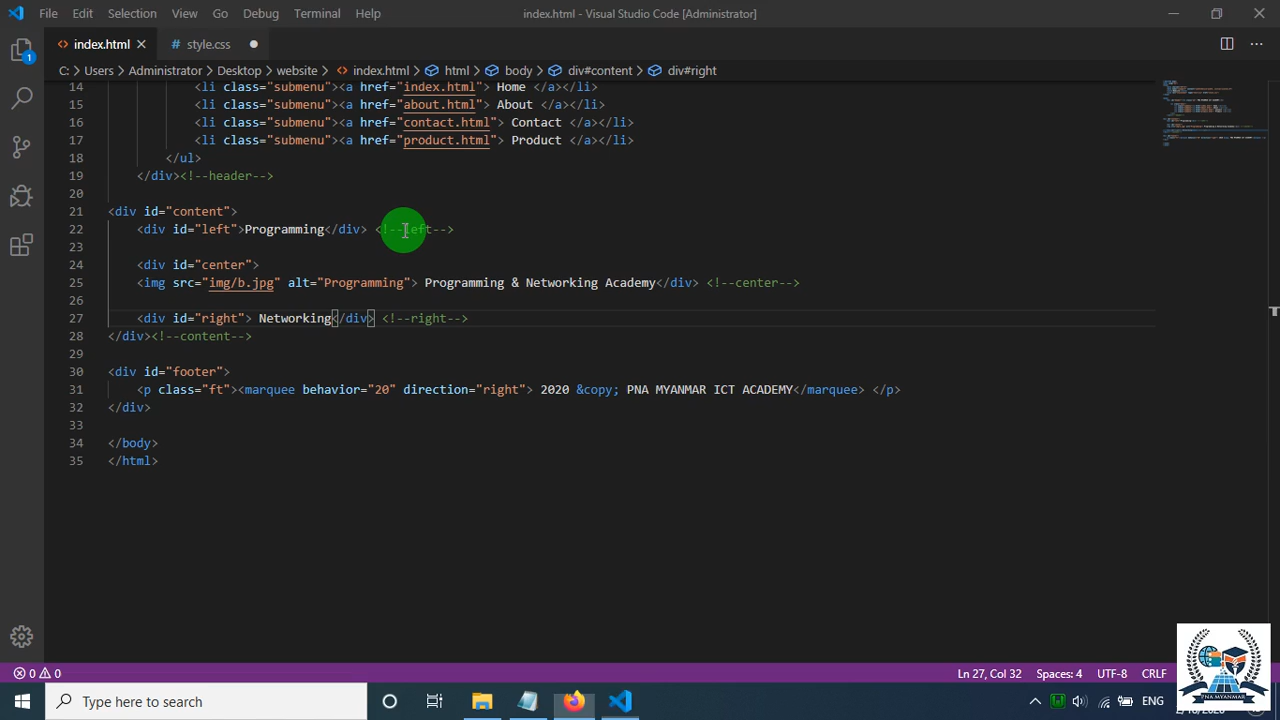 File Edit Selection View Go Debug Terminal Help index.html - Visual Studio Code [Administrator]
index.html style.css
1
C: > Users > Administrator > Desktop > website > index.html > html > body > div#content > div#right
14 <li class="submenu"><a href="index.html"> Home </a></li>
15 <li class="submenu"><a href="about.html"> About </a></li>
16 <li class="submenu"><a href="contact.html"> Contact </a></li>
17 <li class="submenu"><a href="product.html"> Product </a></li>
18 </ul>
19 </div><!--header-->
20
21 <div id="content">
22 <div id="left">Programming</div> <!--left-->
23
24 <div id="center">
25 <img src="img/b.jpg" alt="Programming"> Programming & Networking Academy</div> <!--center-->
26
27 <div id="right"> Networking</div> <!--right-->
28 </div><!--content-->
29
30 <div id="footer">
31 <p class="ft"><marquee behavior="20" direction="right"> 2020 &copy; PNA MYANMAR ICT ACADEMY</marquee> </p>
32 </div>
33
34 </body>
35 </html>
0 0 Ln 27, Col 32 Spaces: 4 UTF-8 CRLF
PNA MYANMAR
Type here to search ENG